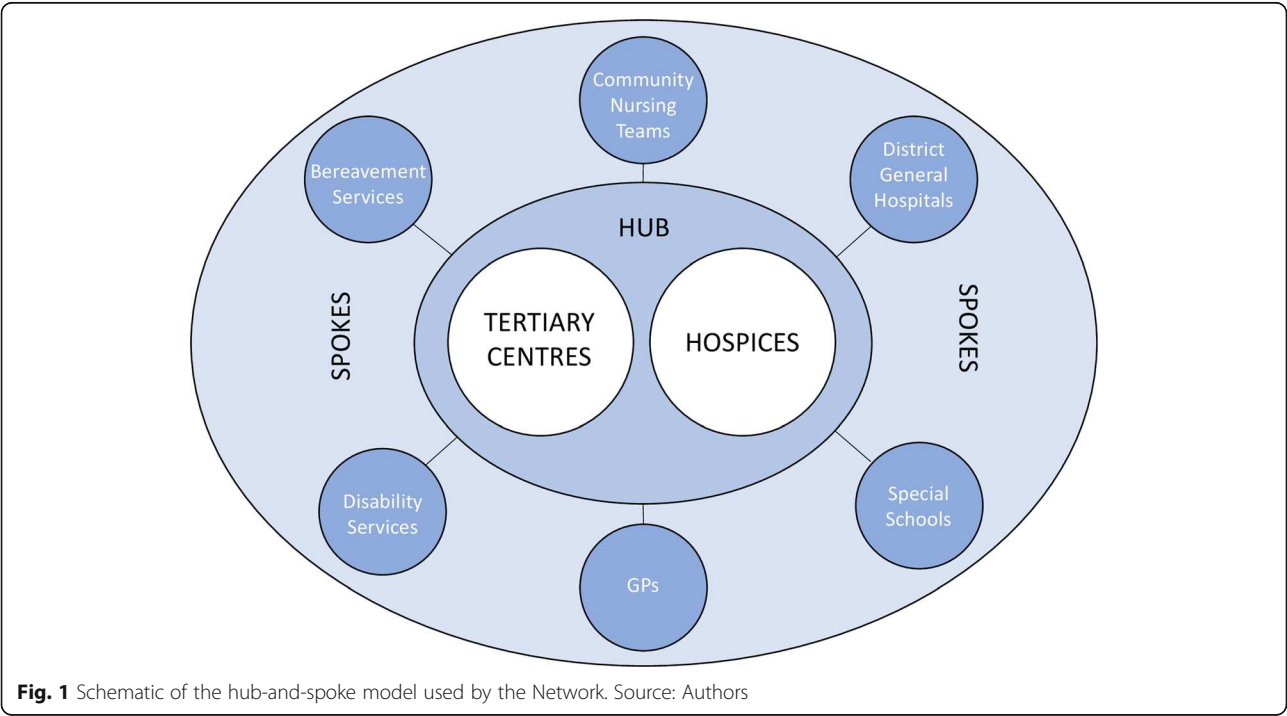 Community
Nursing
Teams
Bereavement
Services
District
General
Hospitals
HUB
SPOKES
TERTIARY
CENTRES
HOSPICES
SPOKES
Disability
Services
Special
Schools
GPs
Fig. 1 Schematic of the hub-and-spoke model used by the Network. Source: Authors